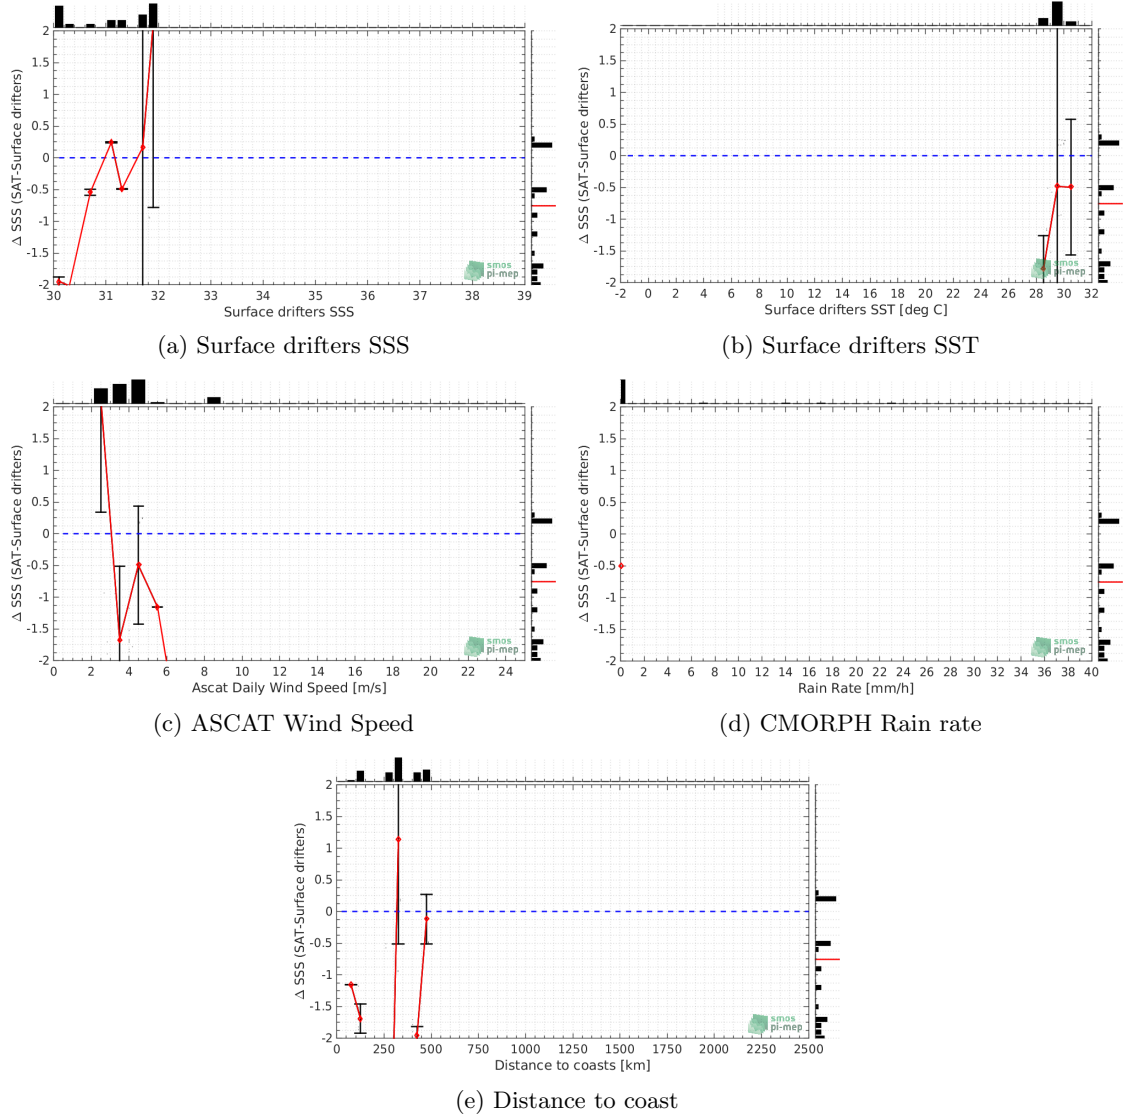 2
1.5
1
0.5
0
-0.5
-1
-1.5
-2
Δ SSS (SAT-Surface drifters)
smos
pi-mep
30 31 32 33 34 35 36 37 38 39
Surface drifters SSS
(a) Surface drifters SSS
2
1.5
1
0.5
0
-0.5
-1
-1.5
-2
Δ SSS (SAT-Surface drifters)
smos
pi-mep
-2 0 2 4 6 8 10 12 14 16 18 20 22 24 26 28 30 32
Surface drifters SST [deg C]
(b) Surface drifters SST
2
1.5
1
0.5
0
-0.5
-1
-1.5
-2
Δ SSS (SAT-Surface drifters)
smos
pi-mep
0 2 4 6 8 10 12 14 16 18 20 22 24
Ascat Daily Wind Speed [m/s]
(c) ASCAT Wind Speed
2
1.5
1
0.5
0
-0.5
-1
-1.5
-2
Δ SSS (SAT-Surface drifters)
smos
pi-mep
0 2 4 6 8 10 12 14 16 18 20 22 24 26 28 30 32 34 36 38 40
Rain Rate [mm/h]
(d) CMORPH Rain rate
2
1.5
1
0.5
0
-0.5
-1
-1.5
-2
Δ SSS (SAT-Surface drifters)
smos
pi-mep
0 250 500 750 1000 1250 1500 1750 2000 2250 2500
Distance to coasts [km]
(e) Distance to coast